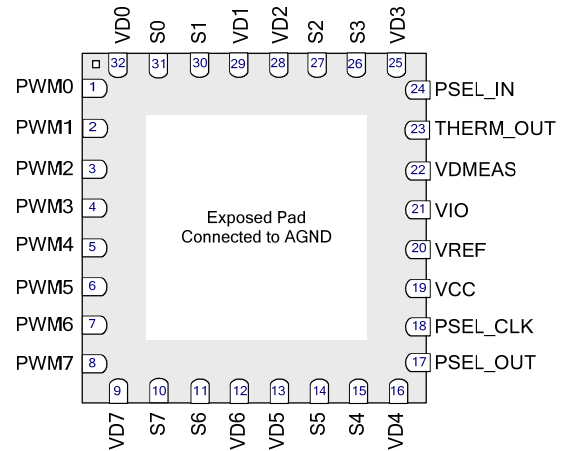 VD0 S0 S1 VD1 VD2 S2 S3 VD3
32 31 30 29 28 27 26 25
PWM0 1 24 PSEL_IN
PWM1 2 23 THERM_OUT
PWM2 3 22 VDMEAS
PWM3 4 21 VIO
Exposed Pad
Connected to AGND
PWM4 5 20 VREF
PWM5 6 19 VCC
PWM6 7 18 PSEL_CLK
PWM7 8 17 PSEL_OUT
9 10 11 12 13 14 15 16
VD7 S7 S6 VD6 VD5 S5 S4 VD4